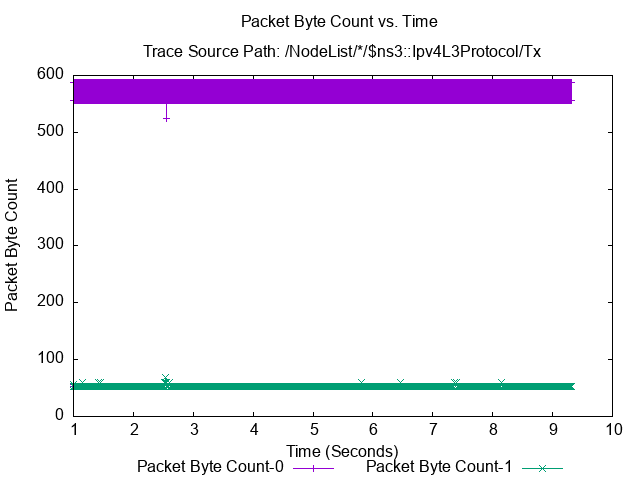 Packet Byte Count vs. Time
Trace Source Path: /NodeList/*/$ns3::Ipv4L3Protocol/Tx
600
500
400
300
200
100
0
Packet Byte Count
1 2 3 4 5 6 7 8 9 10
Time (Seconds)
Packet Byte Count-0 Packet Byte Count-1